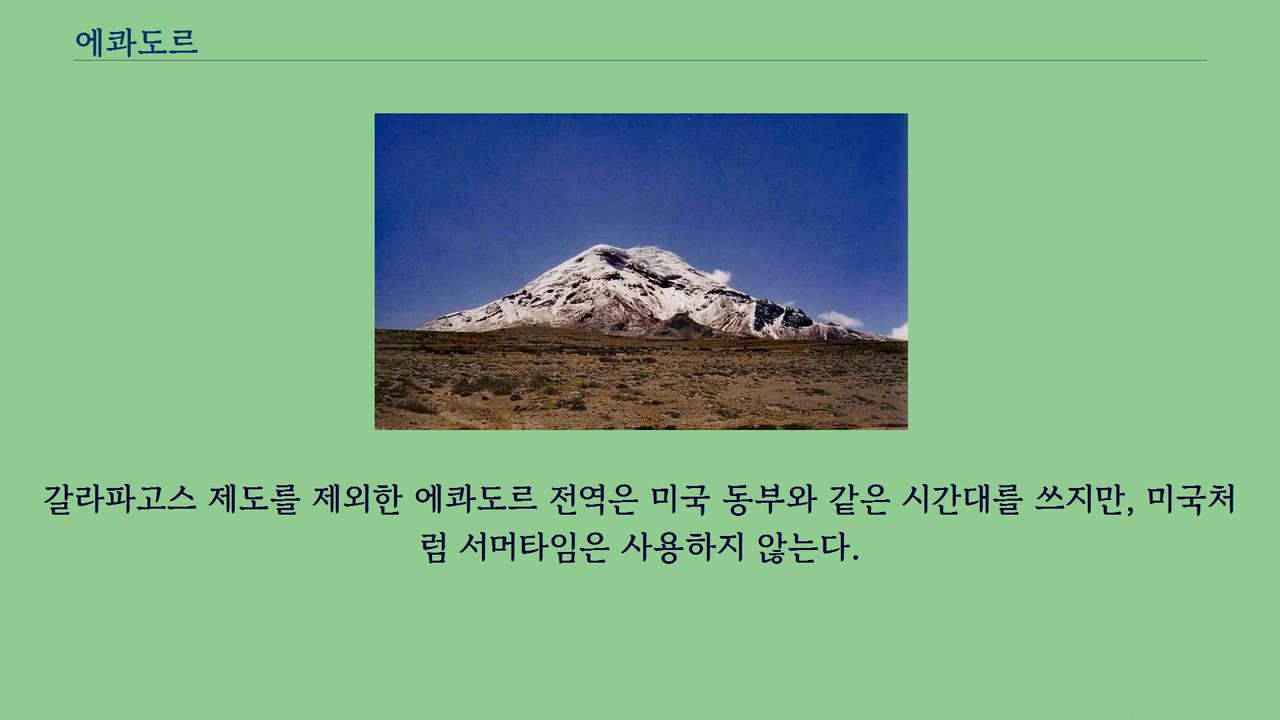 에콰도르
갈라파고스 제도를 제외한 에콰도르 전역은 미국 동부와 같은 시간대를 쓰지만, 미국처
럼 서머타임은 사용하지 않는다.